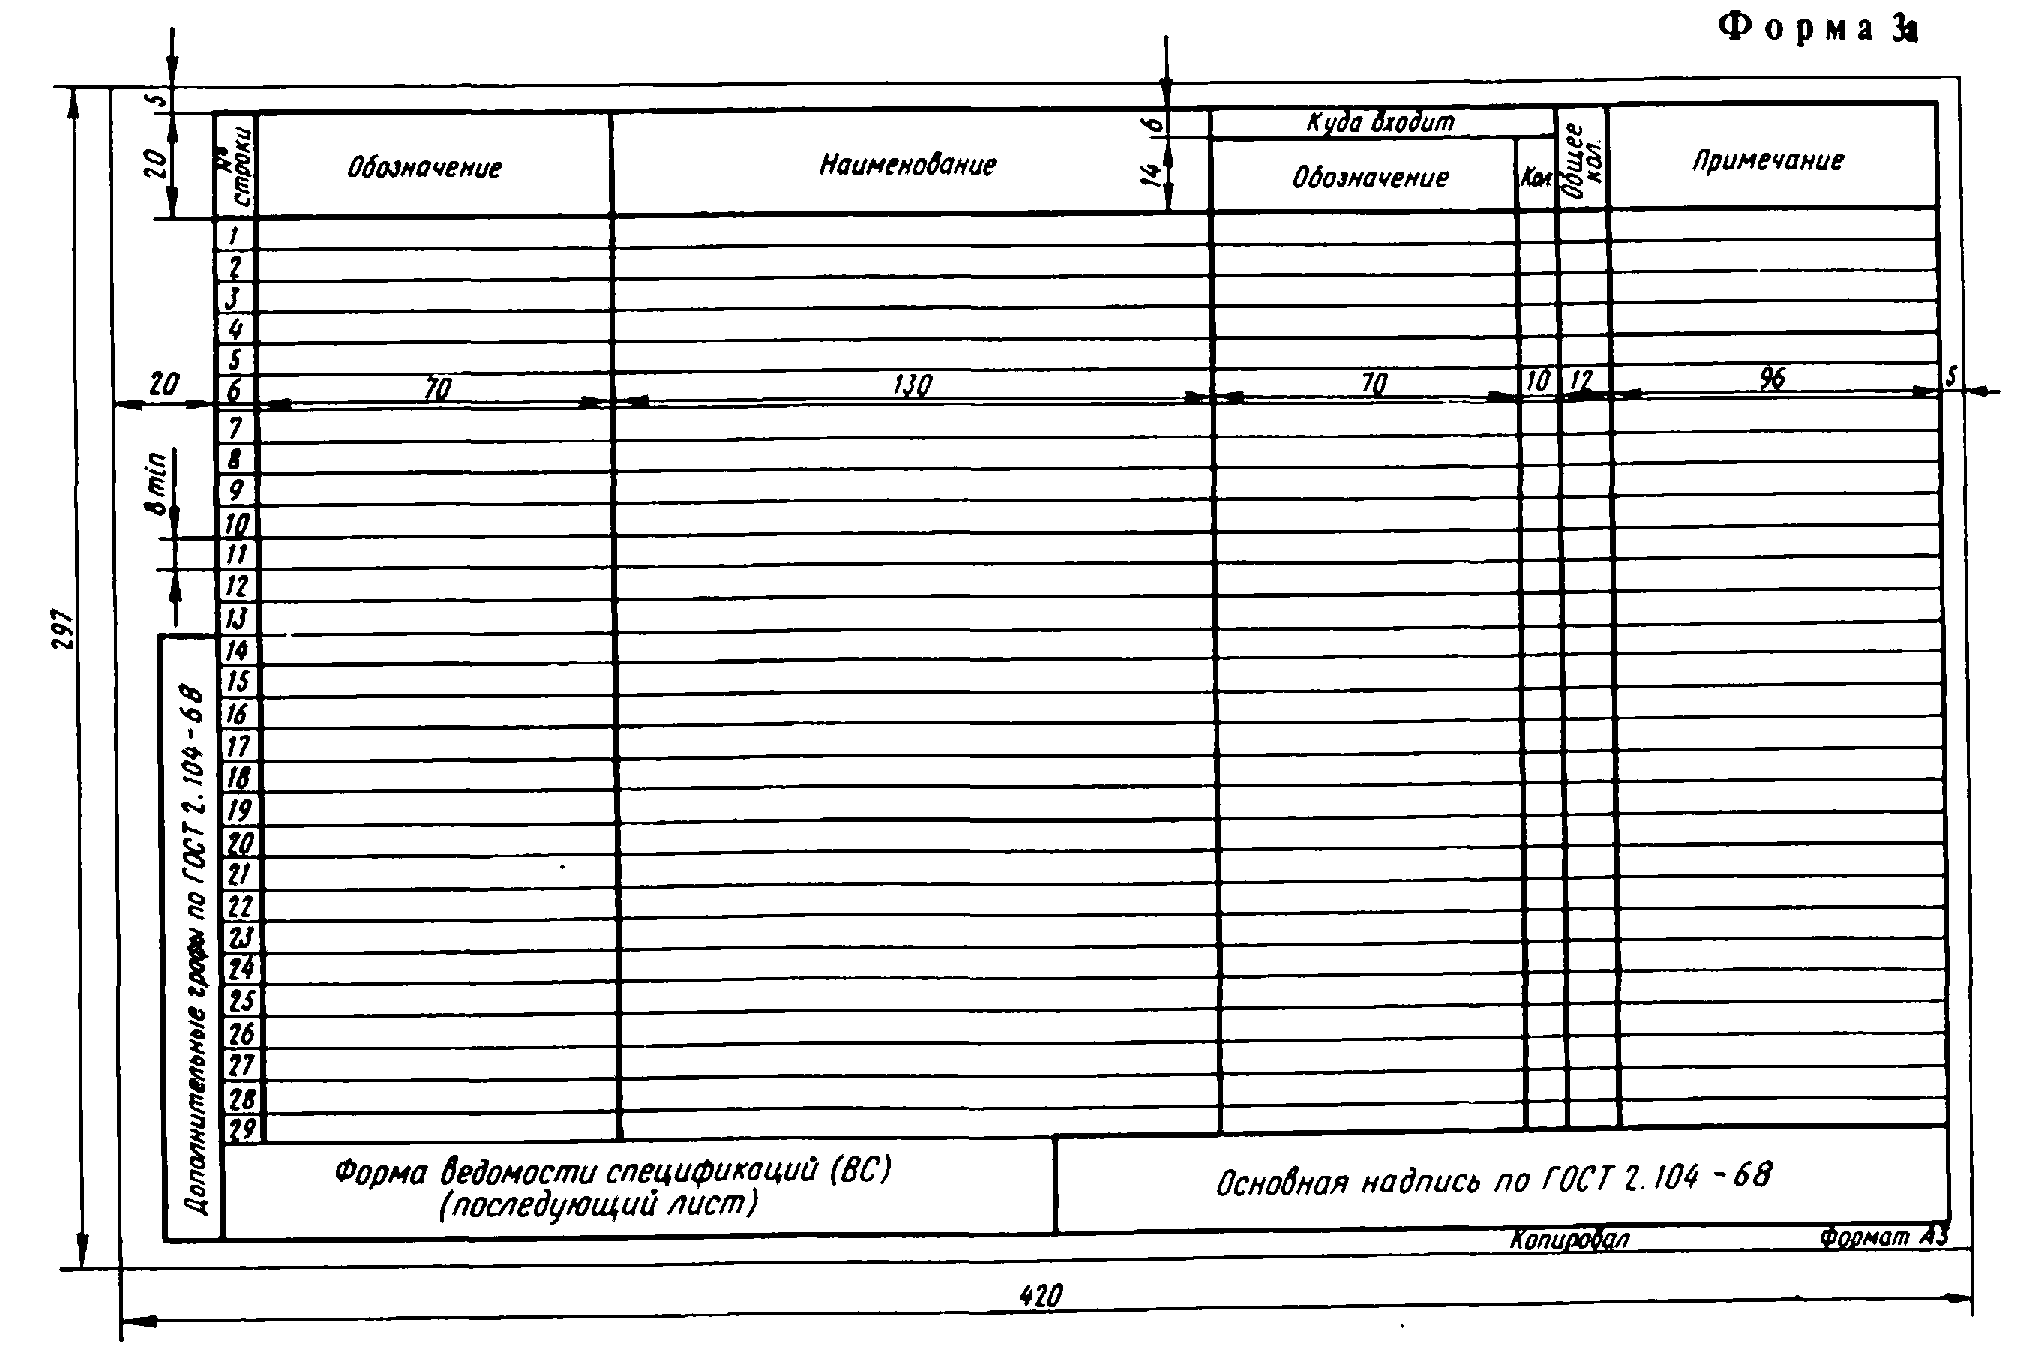 Форма 3а
5
20
№ строки
Обозначение
Наименование
6
14
Куда входит
Обозначение
Кол.
Общее кол.
Примечание
1
2
3
4
5
6
20
70
130
70
10
12
96
5
7
8
9
10
8 min
11
12
13
14
15
16
17
18
19
20
21
22
23
24
25
26
27
28
29
297
Дополнительные графы по ГОСТ 2.104-68
Форма ведомости спецификаций (ВС)
(последующий лист)
Основная надпись по ГОСТ 2.104-68
Копировал
Формат А3
420